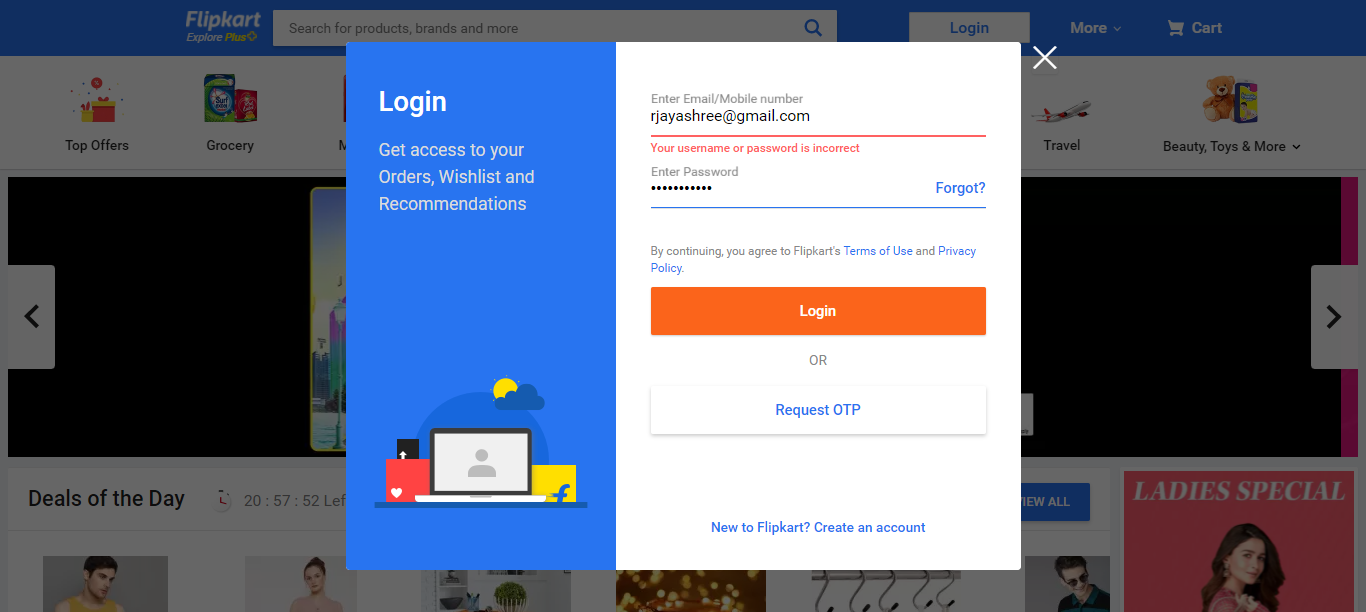 Flipkart
Explore Plus
Search for products, brands and more
Login
More
Cart
Top Offers
Grocery
M
Travel
Beauty, Toys & More
Login
Get access to your
Orders, Wishlist and
Recommendations
Enter Email/Mobile number
rjayashree@gmail.com
Your username or password is incorrect
Enter Password
Forgot?
By continuing, you agree to Flipkart's Terms of Use and Privacy
Policy.
Login
OR
Request OTP
New to Flipkart? Create an account
Deals of the Day
20 : 57 : 52 Lef
VIEW ALL
LADIES SPECIAL